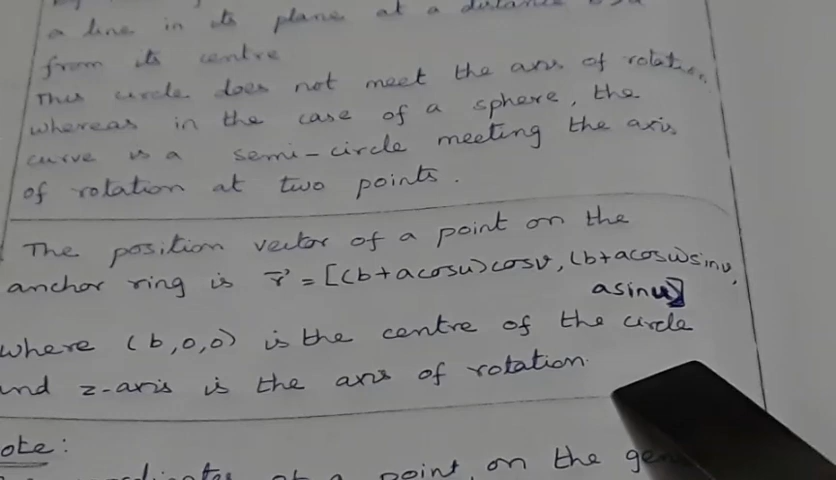 a line in its plane at a distance
from its centre
This circle does not meet the axis of rotation,
whereas in the case of a sphere, the
curve is a semi-circle meeting the axis
of rotation at two points.
The position vector of a point on the
anchor ring is r⃗ = [(b+acosu)cosv, (b+acosu)sinv,
asinu]
where (b,0,0) is the centre of the circle
and z-axis is the axis of rotation.
Note:
of a point on the